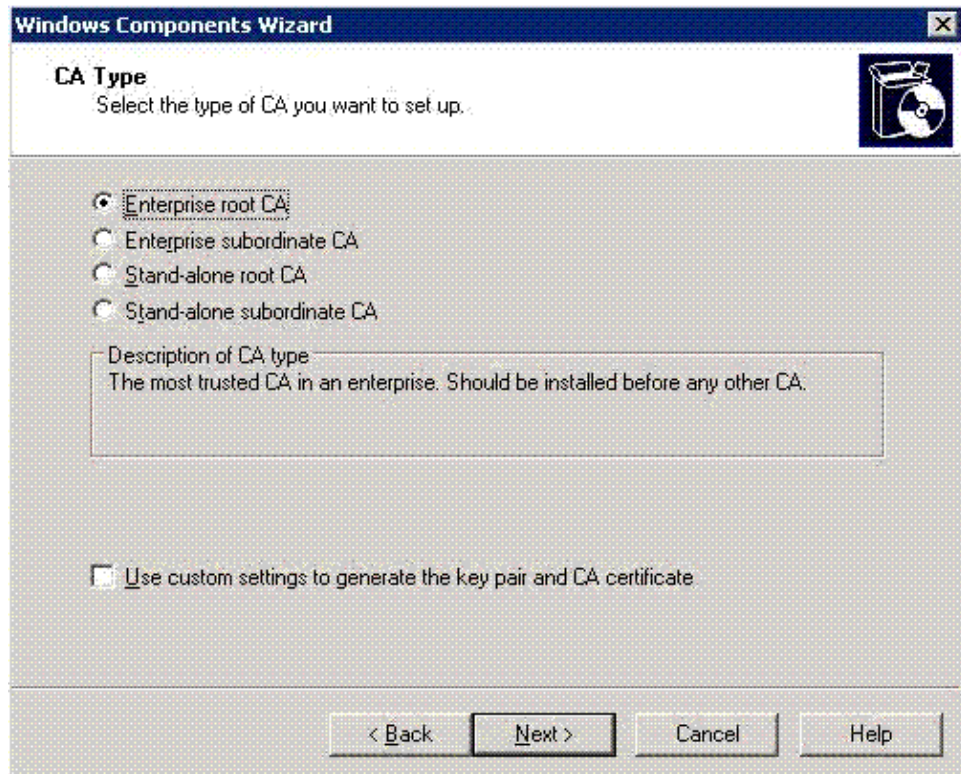 Windows Components Wizard
CA Type
Select the type of CA you want to set up.
Enterprise root CA
Enterprise subordinate CA
Stand-alone root CA
Stand-alone subordinate CA
Description of CA type
The most trusted CA in an enterprise. Should be installed before any other CA.
Use custom settings to generate the key pair and CA certificate
< Back Next > Cancel Help